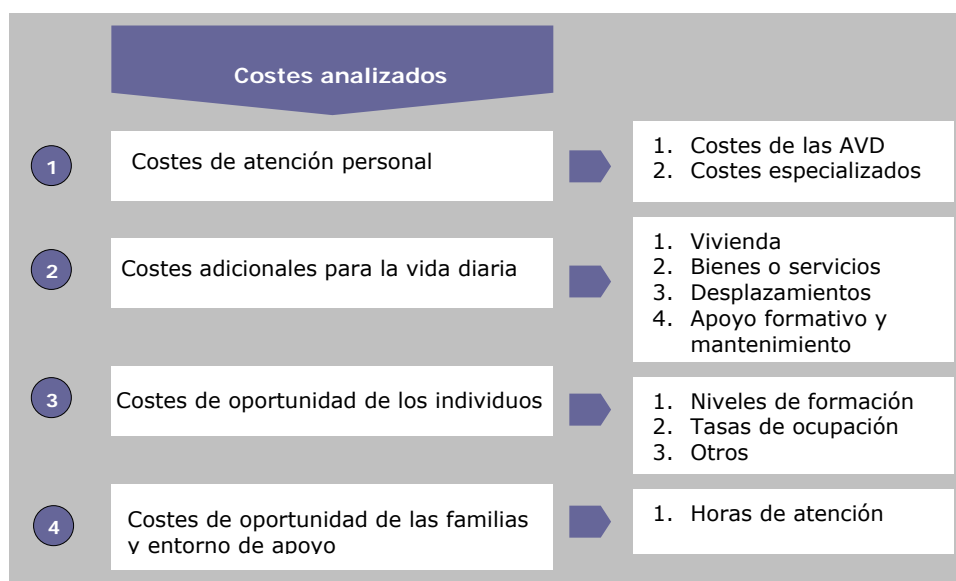 Costes analizados
1
Costes de atención personal
1. Costes de las AVD
2. Costes especializados
2
Costes adicionales para la vida diaria
1. Vivienda
2. Bienes o servicios
3. Desplazamientos
4. Apoyo formativo y
mantenimiento
3
Costes de oportunidad de los individuos
1. Niveles de formación
2. Tasas de ocupación
3. Otros
4
Costes de oportunidad de las familias
y entorno de apoyo
1. Horas de atención